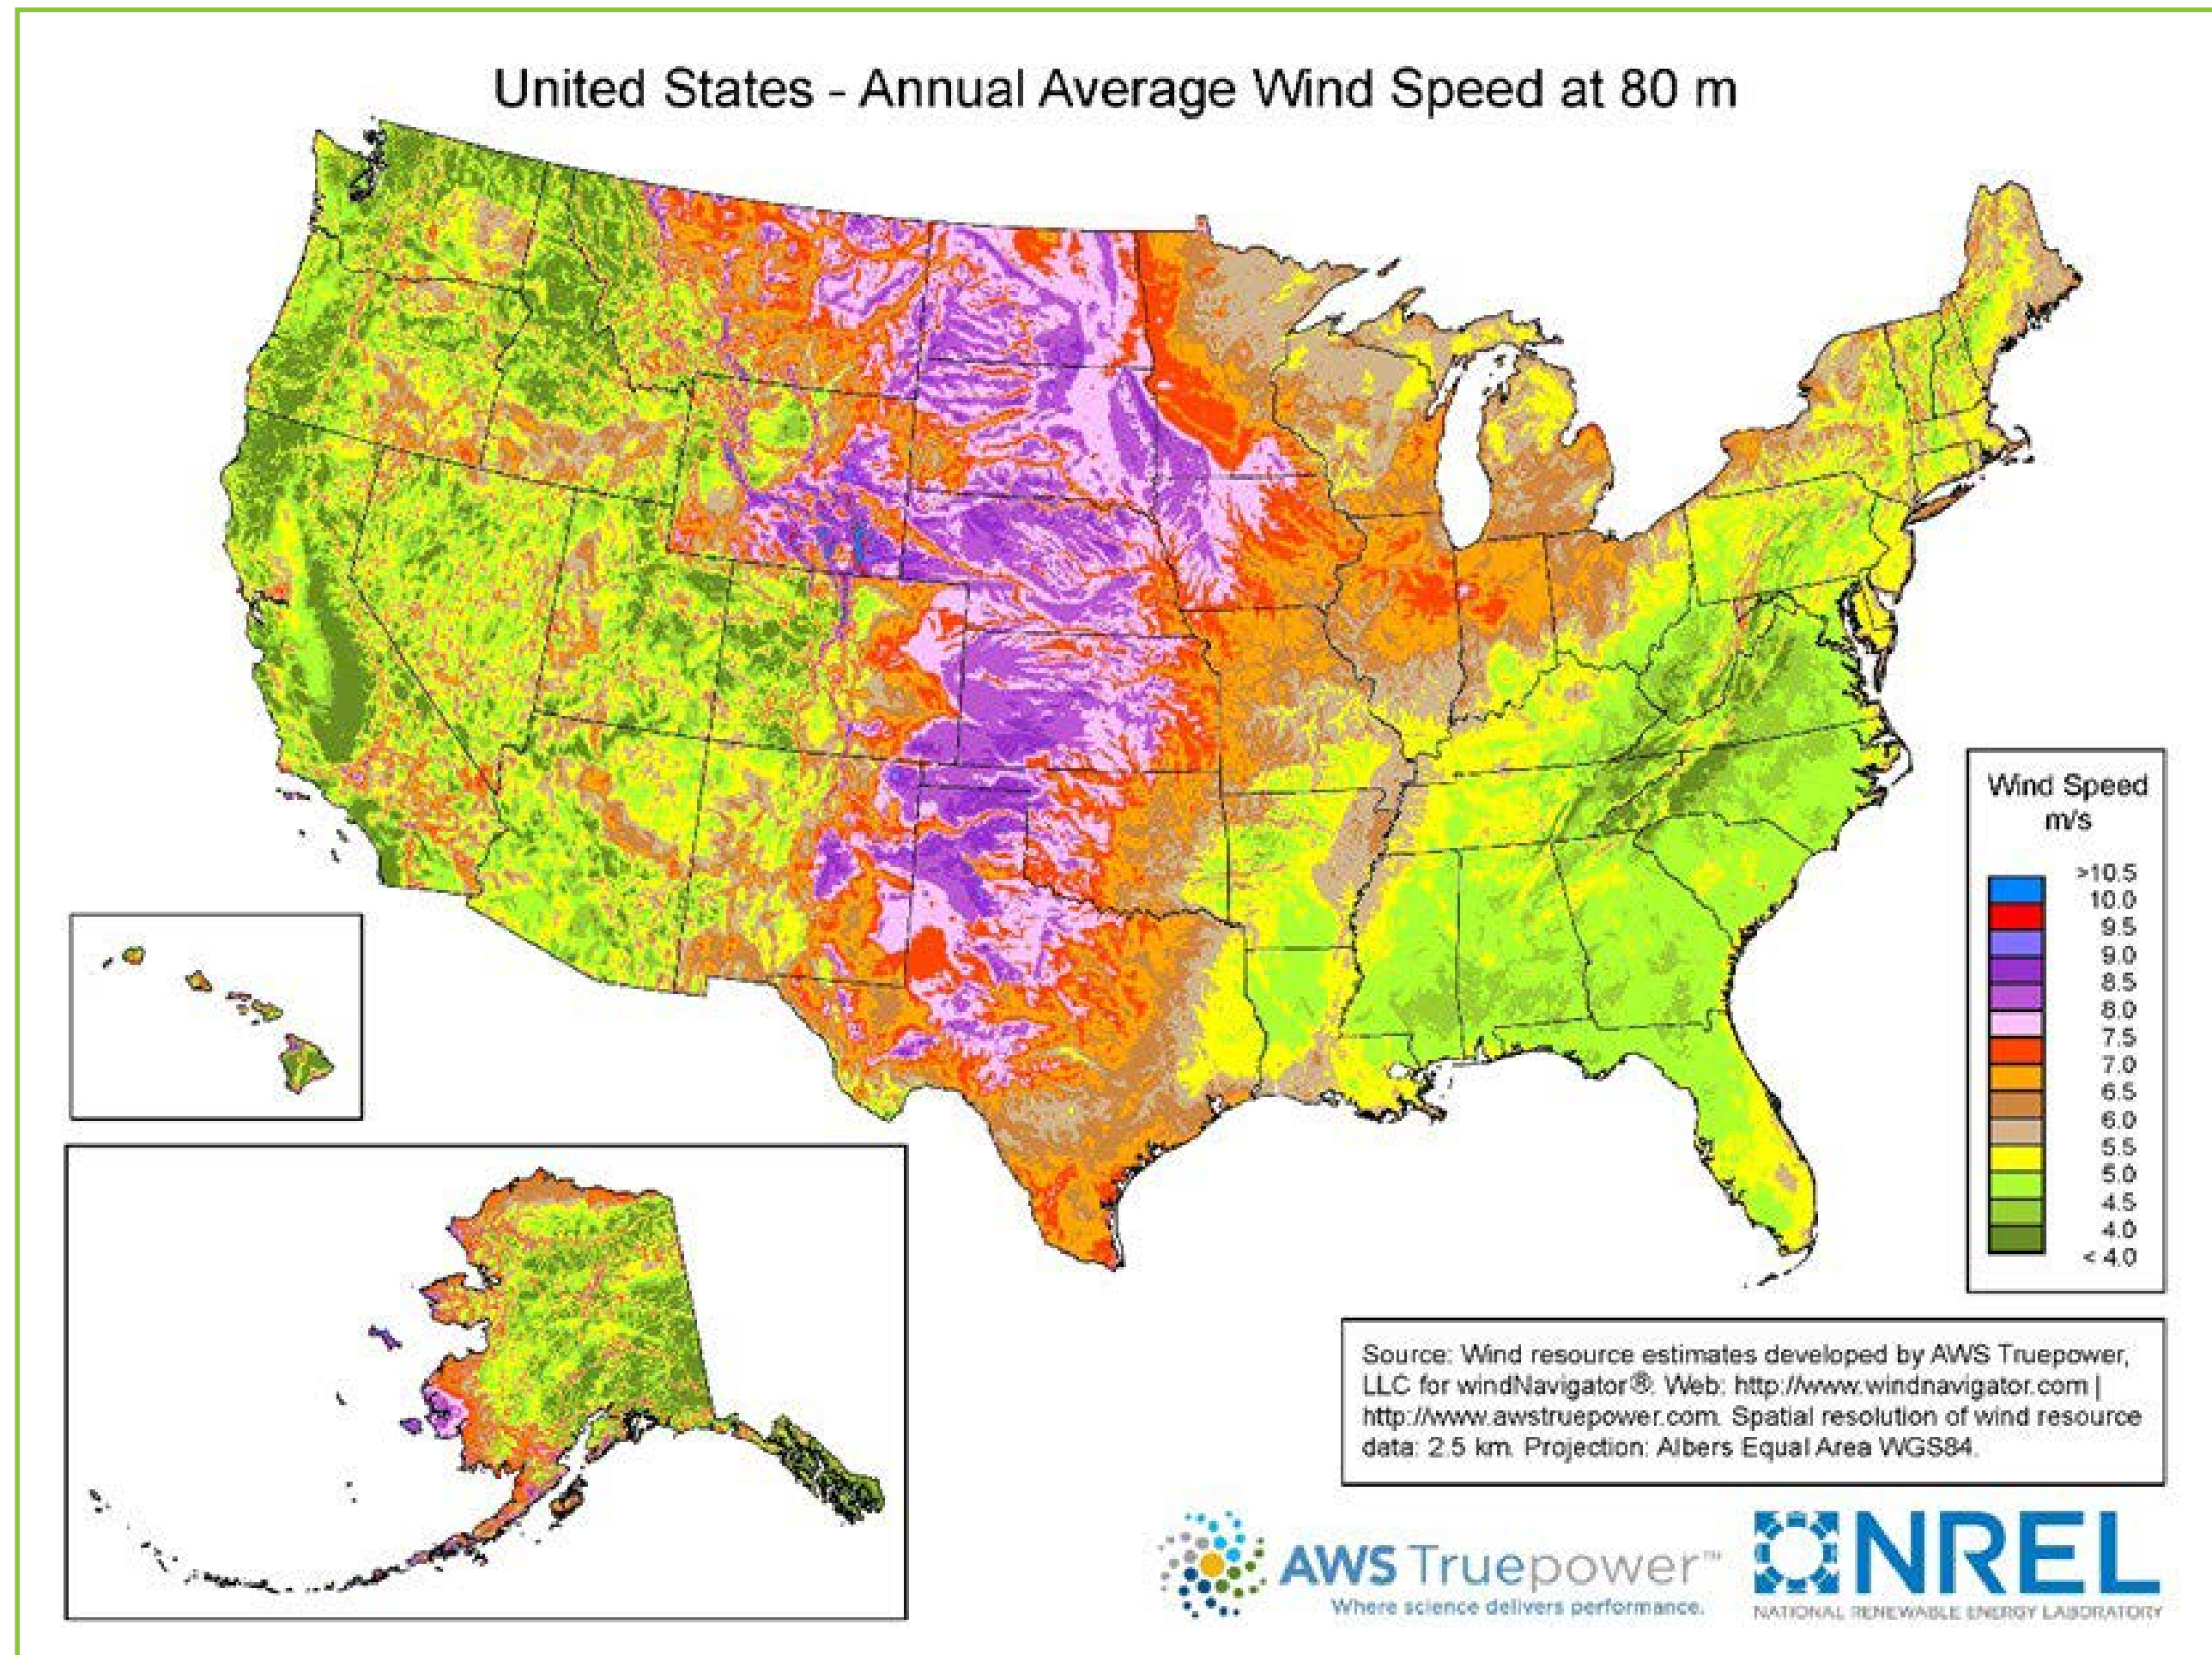 United States - Annual Average Wind Speed at 80 m
Wind Speed
m/s
>10.5
10.0
9.5
9.0
8.5
8.0
7.5
7.0
6.5
6.0
5.5
5.0
4.5
4.0
< 4.0
Source: Wind resource estimates developed by AWS Truepower,
LLC for windNavigator®. Web: http://www.windnavigator.com |
http://www.awstruepower.com. Spatial resolution of wind resource
data: 2.5 km. Projection: Albers Equal Area WGS84.
AWS Truepower™
Where science delivers performance.
NREL
NATIONAL RENEWABLE ENERGY LABORATORY